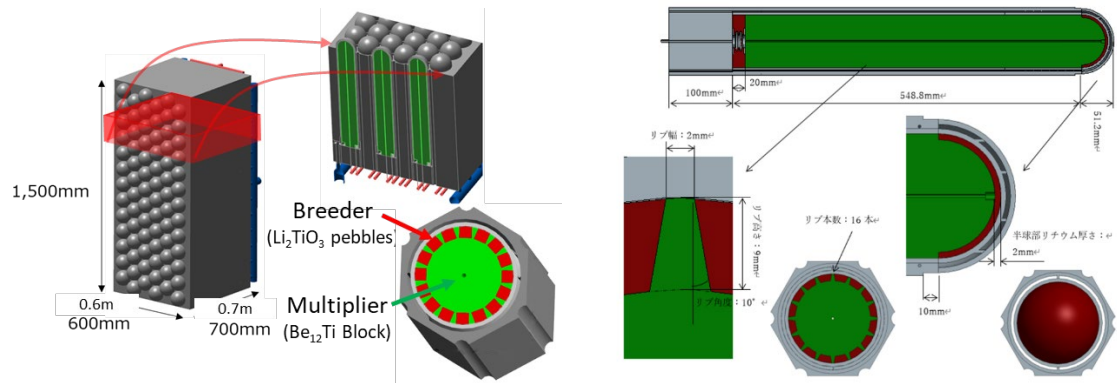 1,500mm
0.6m
600mm
0.7m
700mm
Breeder
(Li₂TiO₃ pebbles)
Multiplier
(Be₁₂Ti Block)
100mm
20mm
548.8mm
51.2mm
リブ幅：2mm
リブ高さ：9mm
リブ角度：10°
リブ本数：16 本
半球部リチウム厚さ：
2mm
10mm